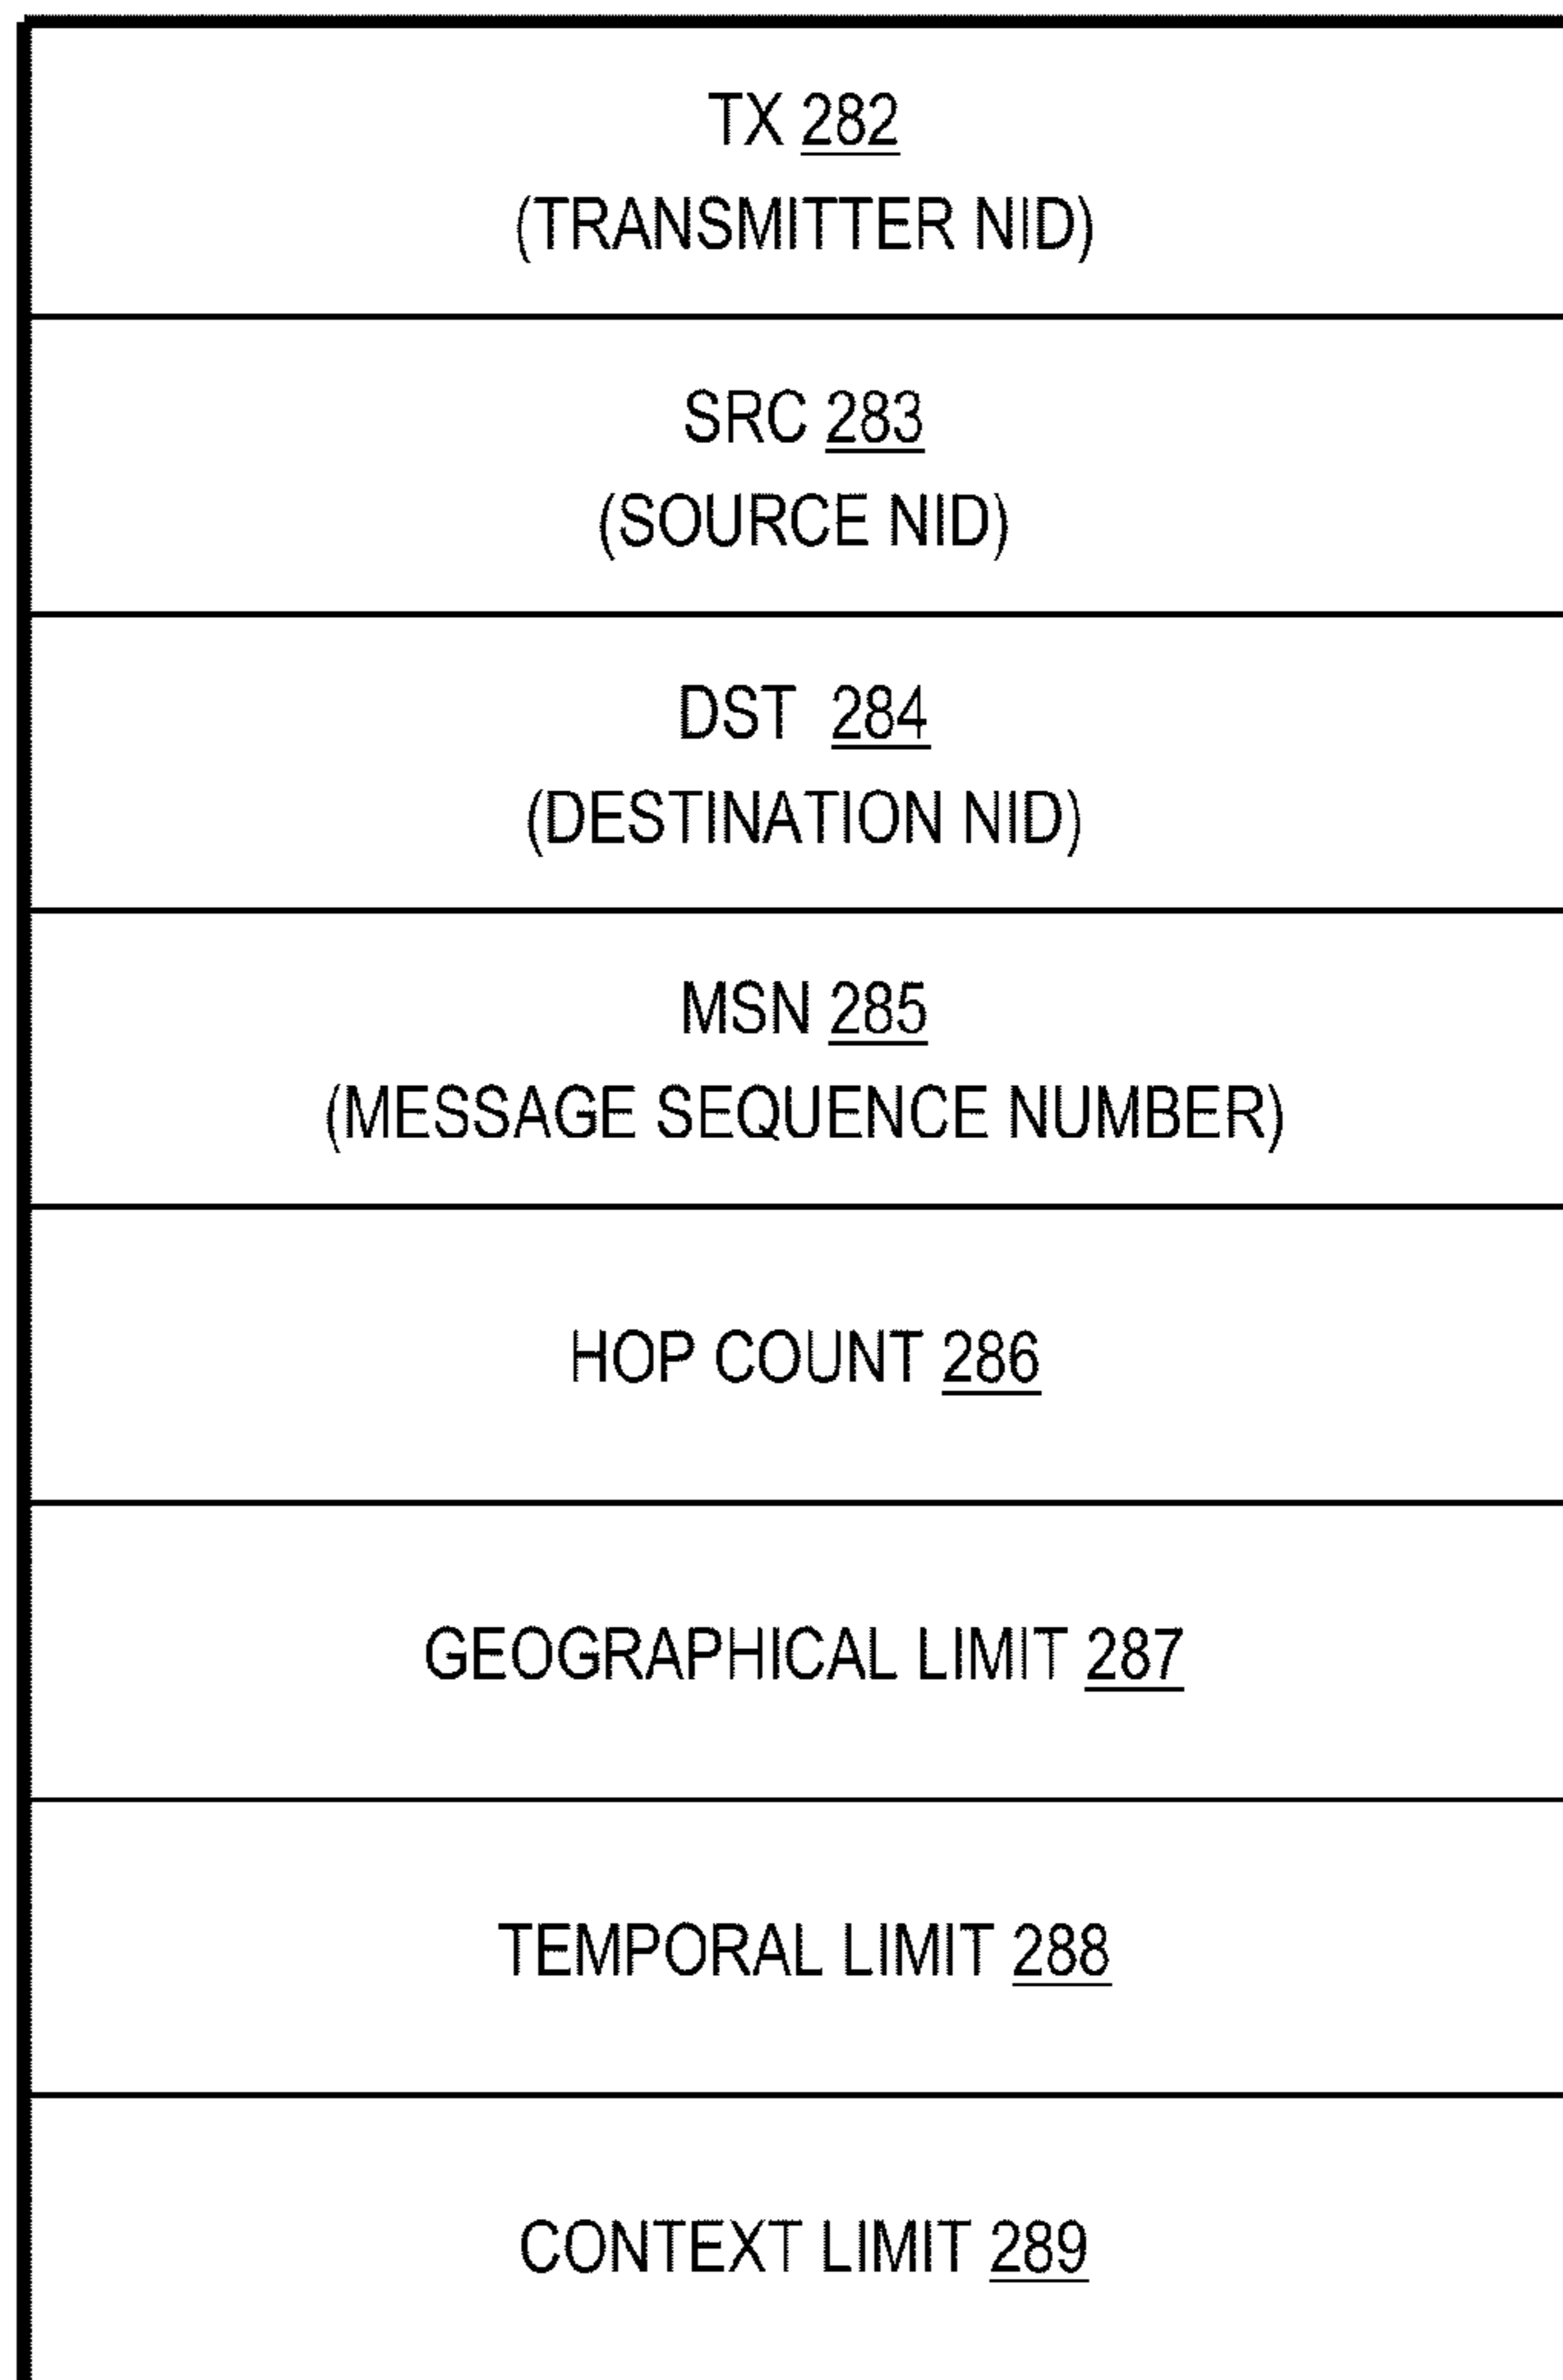 TX 282
(TRANSMITTER NID)
SRC 283
(SOURCE NID)
DST 284
(DESTINATION NID)
MSN 285
(MESSAGE SEQUENCE NUMBER)
HOP COUNT 286
GEOGRAPHICAL LIMIT 287
TEMPORAL LIMIT 288
CONTEXT LIMIT 289